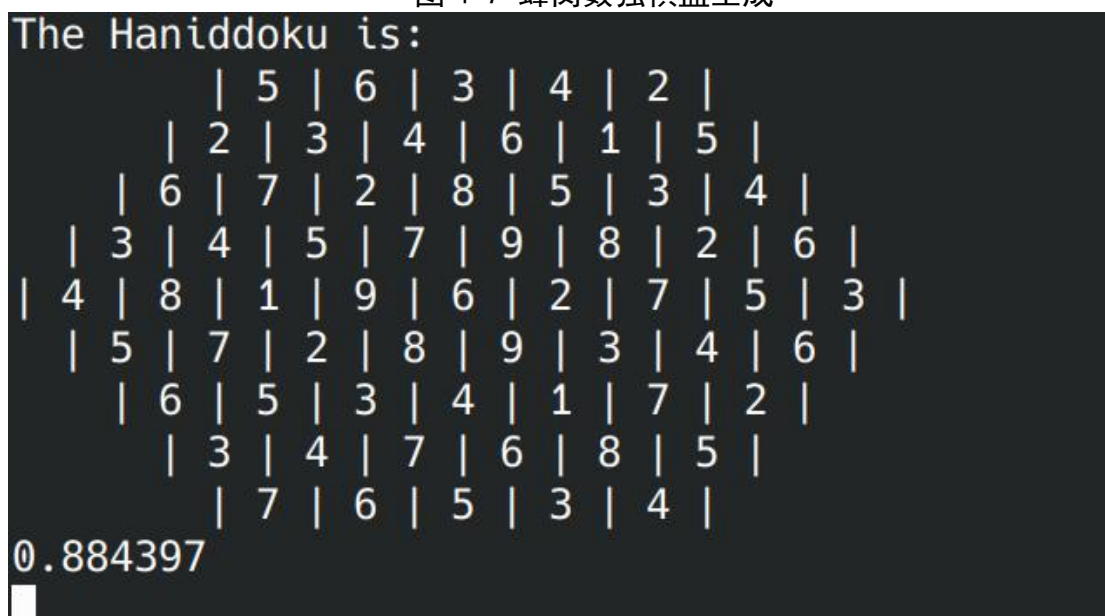 The Haniddoku is:
| 5 | 6 | 3 | 4 | 2 |
| 2 | 3 | 4 | 6 | 1 | 5 |
| 6 | 7 | 2 | 8 | 5 | 3 | 4 |
| 3 | 4 | 5 | 7 | 9 | 8 | 2 | 6 |
| 4 | 8 | 1 | 9 | 6 | 2 | 7 | 5 | 3 |
| 5 | 7 | 2 | 8 | 9 | 3 | 4 | 6 |
| 6 | 5 | 3 | 4 | 1 | 7 | 2 |
| 3 | 4 | 7 | 6 | 8 | 5 |
| 7 | 6 | 5 | 3 | 4 |
0.884397